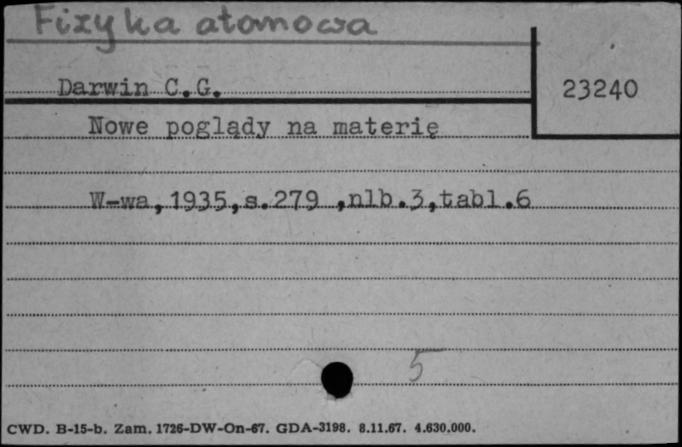 Fizyka atomowa
Darwin C.G.
23240
Nowe poglądy na materię
W-wa,1935,s.279 ,nlb.3,tabl.6
5
CWD. B-15-b. Zam. 1726-DW-On-67. GDA-3198. 8.11.67. 4.630,000.